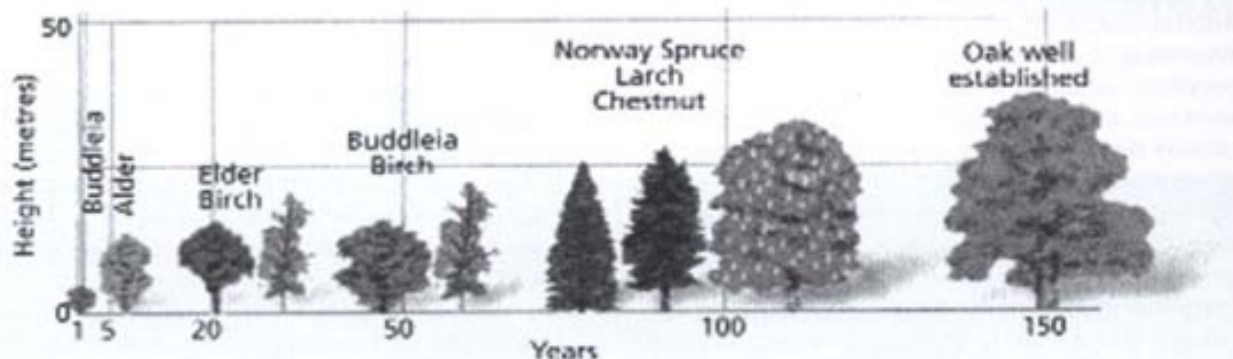 50
Height (metres)
0
Buddleia
Alder
Elder
Birch
Buddleia
Birch
Norway Spruce
Larch
Chestnut
Oak well
established
1 5 20 50 100 150
Years